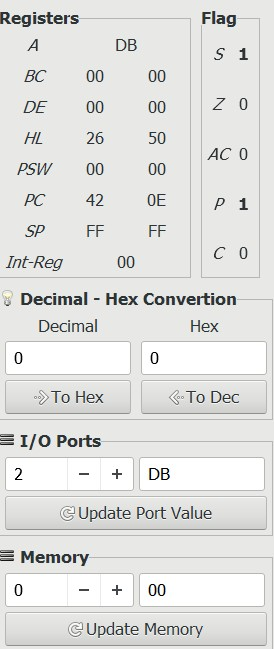 Registers
A DB
BC 00 00
DE 00 00
HL 26 50
PSW 00 00
PC 42 0E
SP FF FF
Int-Reg 00
Flag
S 1
Z 0
AC 0
P 1
C 0
Decimal - Hex Convertion
Decimal Hex
0 0
To Hex To Dec
I/O Ports
2 − + DB
Update Port Value
Memory
0 − + 00
Update Memory